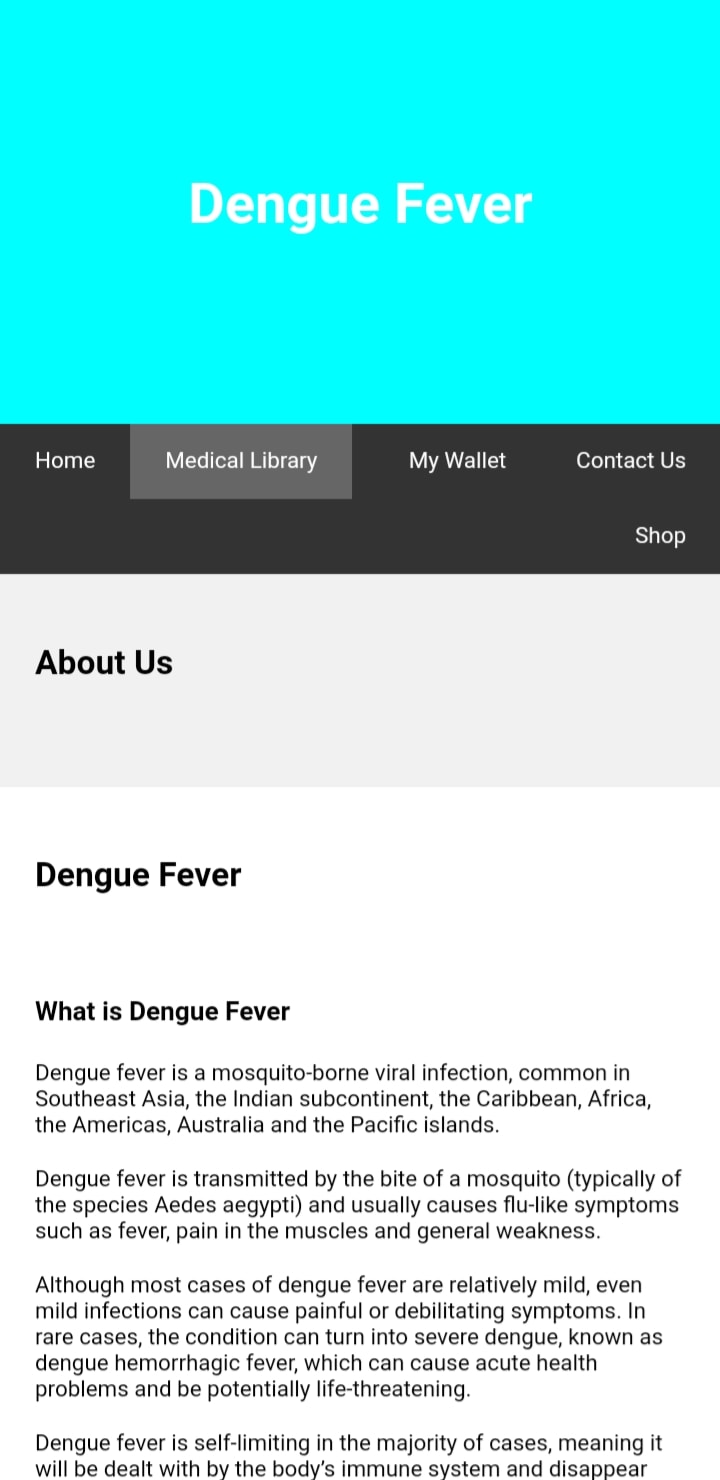 Dengue Fever
Home Medical Library My Wallet Contact Us
Shop
About Us
Dengue Fever
What is Dengue Fever
Dengue fever is a mosquito-borne viral infection, common in
Southeast Asia, the Indian subcontinent, the Caribbean, Africa,
the Americas, Australia and the Pacific islands.
Dengue fever is transmitted by the bite of a mosquito (typically of
the species Aedes aegypti) and usually causes flu-like symptoms
such as fever, pain in the muscles and general weakness.
Although most cases of dengue fever are relatively mild, even
mild infections can cause painful or debilitating symptoms. In
rare cases, the condition can turn into severe dengue, known as
dengue hemorrhagic fever, which can cause acute health
problems and be potentially life-threatening.
Dengue fever is self-limiting in the majority of cases, meaning it
will be dealt with by the body’s immune system and disappear